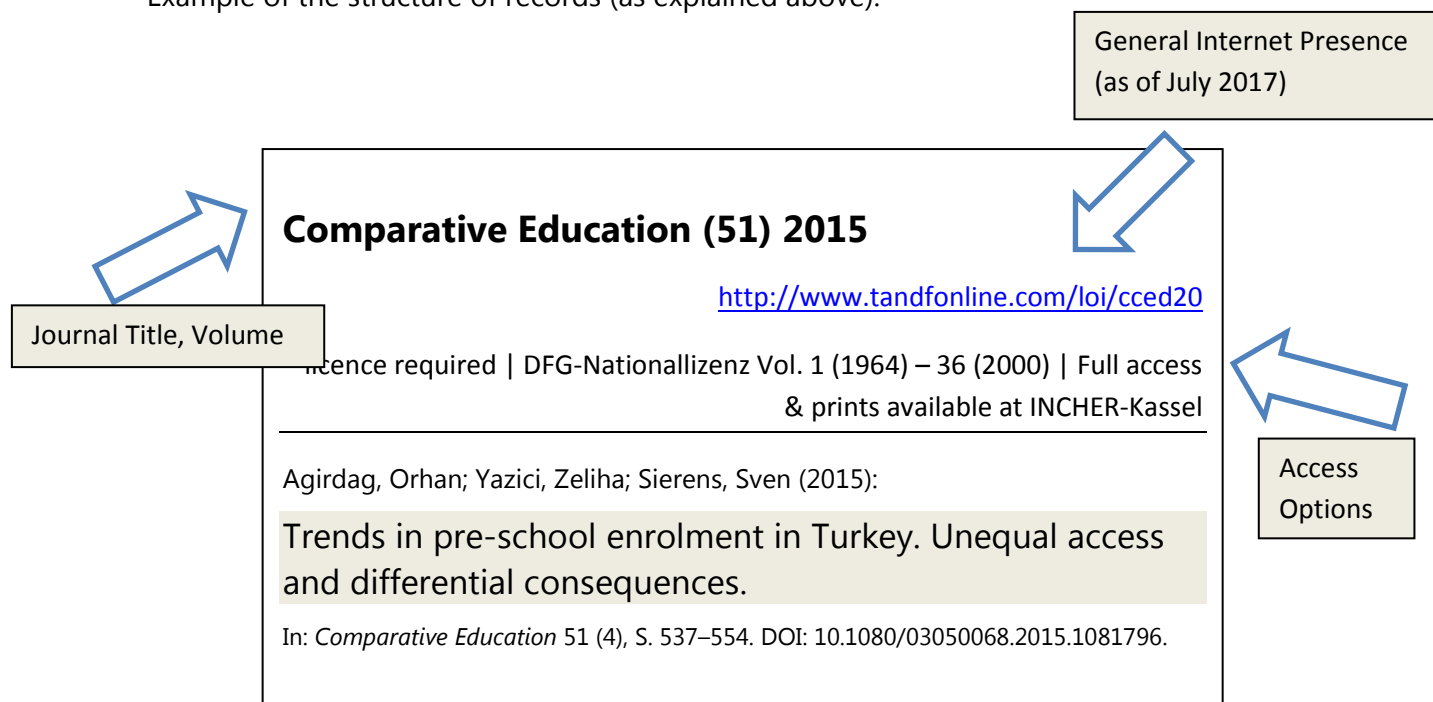 Example of the structure of records (as explained above):
General Internet Presence
(as of July 2017)
Comparative Education (51) 2015
http://www.tandfonline.com/loi/cced20
Journal Title, Volume
licence required | DFG-Nationallizenz Vol. 1 (1964) – 36 (2000) | Full access
& prints available at INCHER-Kassel
Access
Options
Agirdag, Orhan; Yazici, Zeliha; Sierens, Sven (2015):
Trends in pre-school enrolment in Turkey. Unequal access
and differential consequences.
In: Comparative Education 51 (4), S. 537–554. DOI: 10.1080/03050068.2015.1081796.